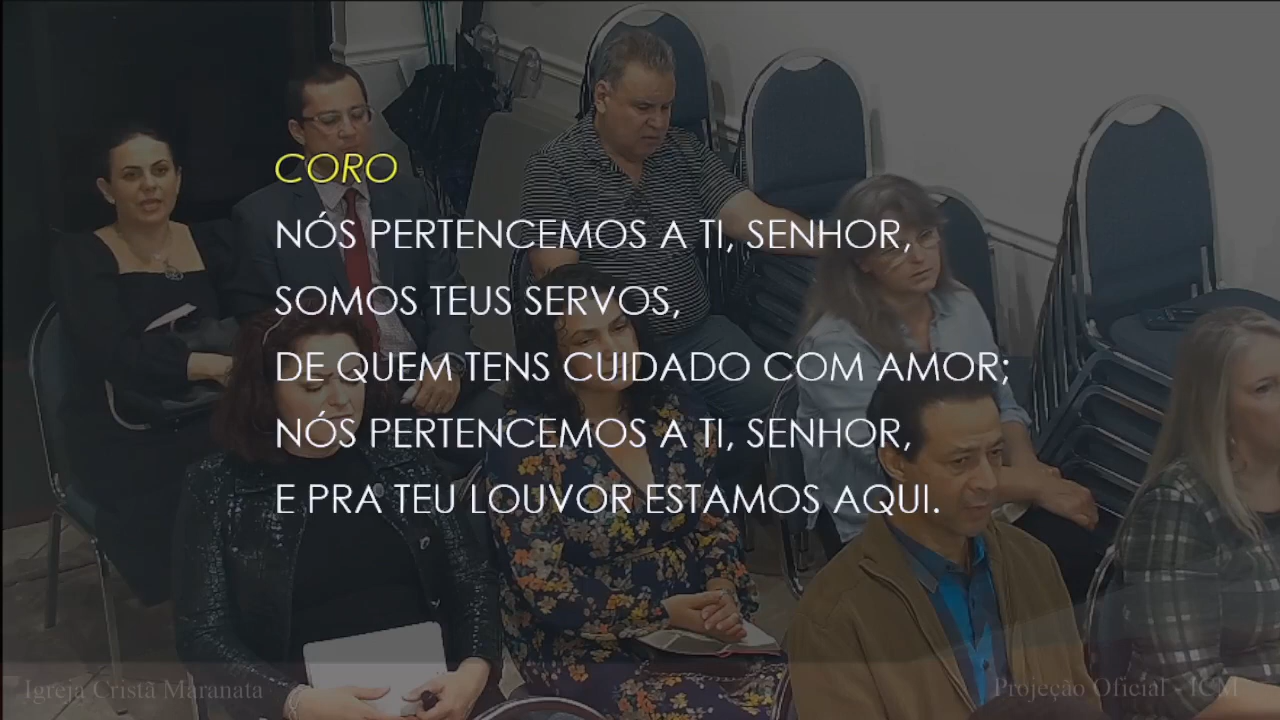 CORO
NÓS PERTENCEMOS A TI, SENHOR,
SOMOS TEUS SERVOS,
DE QUEM TENS CUIDADO COM AMOR;
NÓS PERTENCEMOS A TI, SENHOR,
E PRA TEU LOUVOR ESTAMOS AQUI.
Igreja Cristã Maranata
Projeção Oficial - ICM